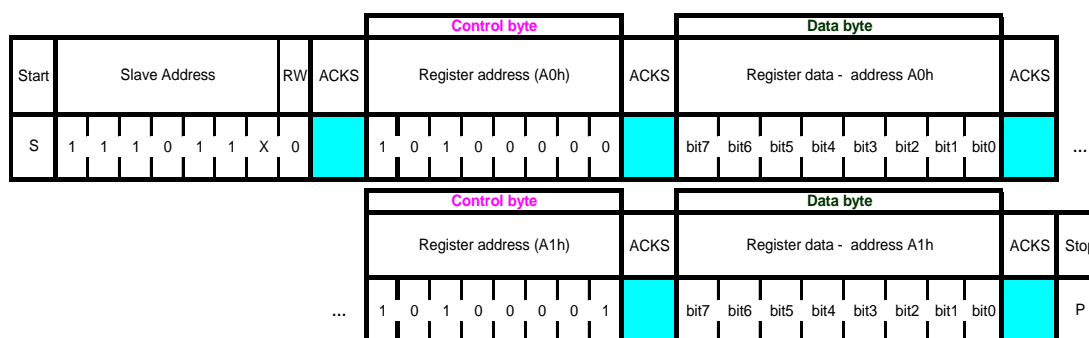 Control byte Data byte
Start Slave Address RW ACKS Register address (A0h) ACKS Register data - address A0h ACKS
S 1 1 1 0 1 1 X 0 1 0 1 0 0 0 0 0 bit7 bit6 bit5 bit4 bit3 bit2 bit1 bit0 ...
Control byte Data byte
Register address (A1h) ACKS Register data - address A1h ACKS Stop
... 1 0 1 0 0 0 0 1 bit7 bit6 bit5 bit4 bit3 bit2 bit1 bit0 P